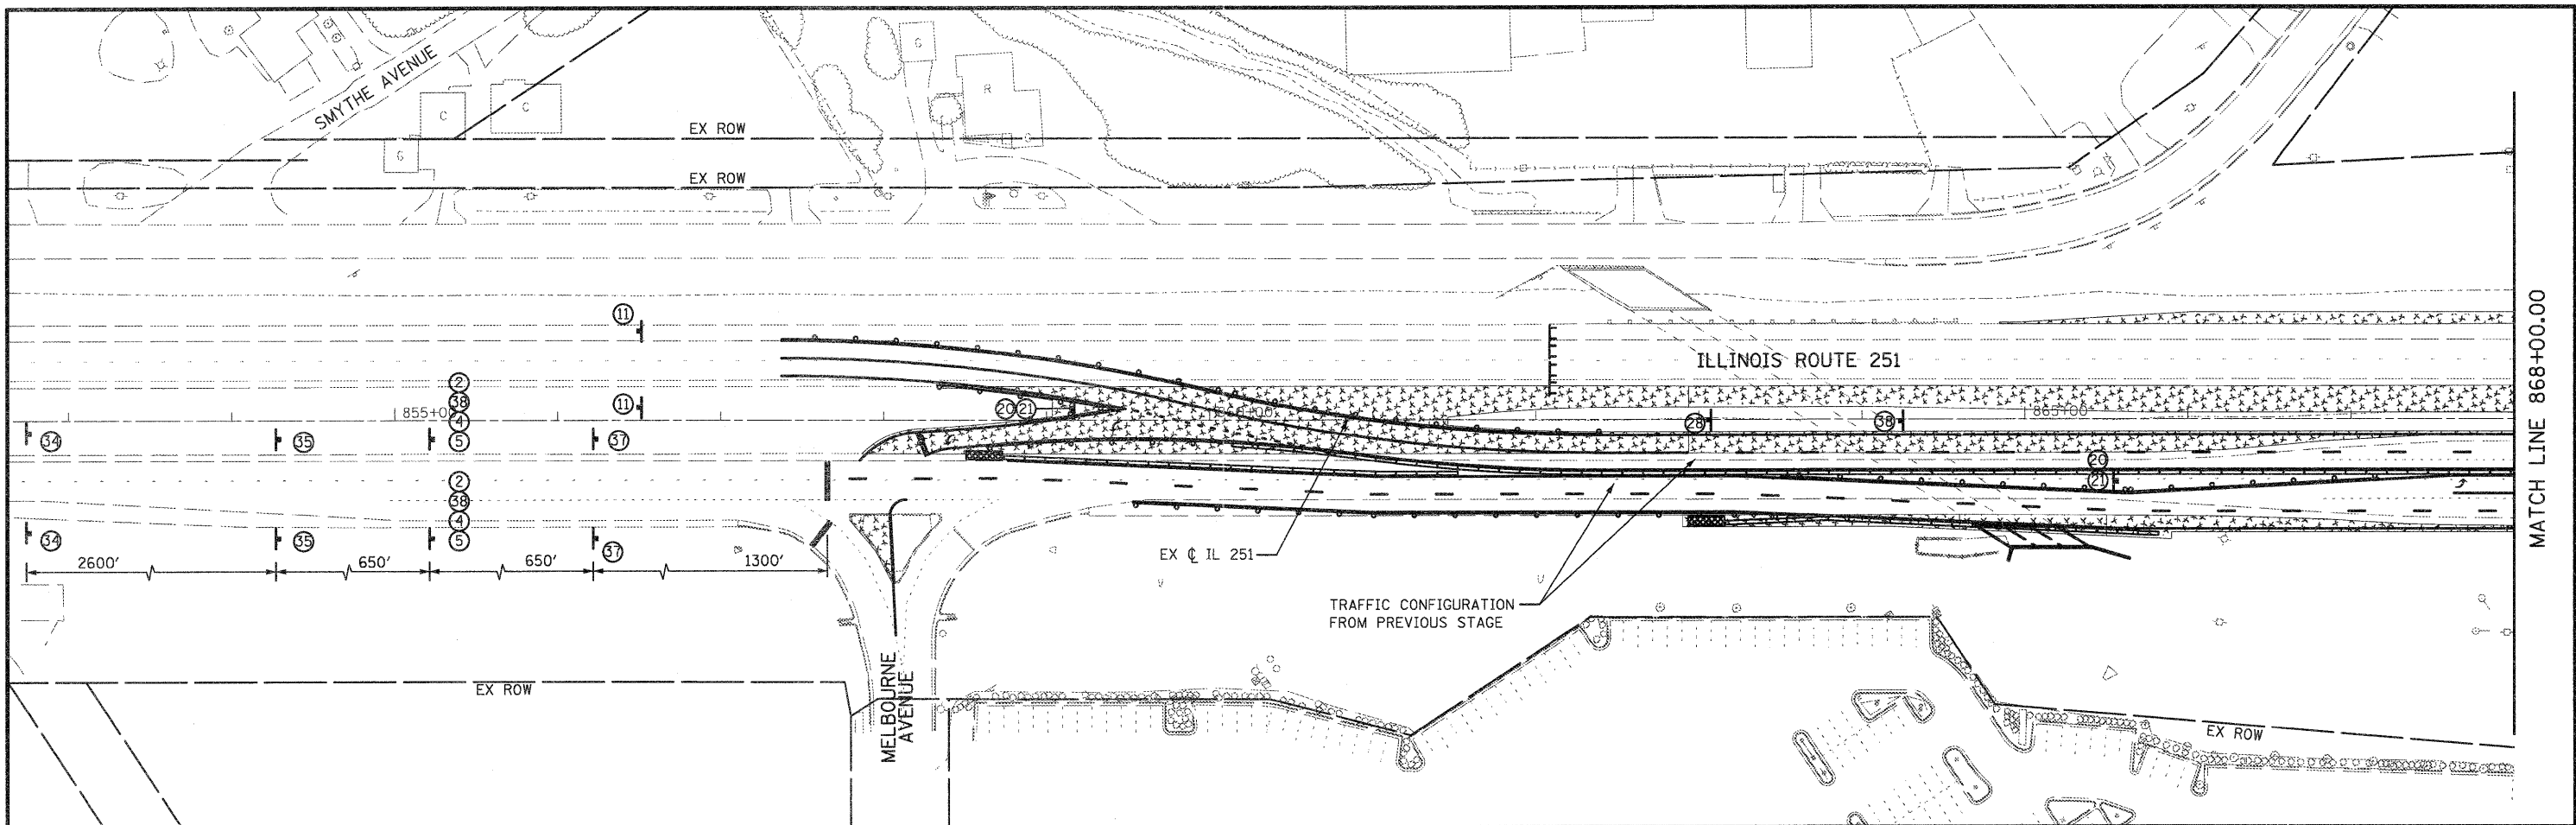 SMYTHE AVENUE
G
C
C
G
R
EX ROW
EX ROW
11
ILLINOIS ROUTE 251
2
38
4
5
11
855+00
20 21
28
38
865+00
34
35
37
20
21
2
38
4
5
34
35
37
2600'
650'
650'
1300'
EX ℄ IL 251
TRAFFIC CONFIGURATION
FROM PREVIOUS STAGE
MELBOURNE
AVENUE
EX ROW
EX ROW
MATCH LINE 868+00.00